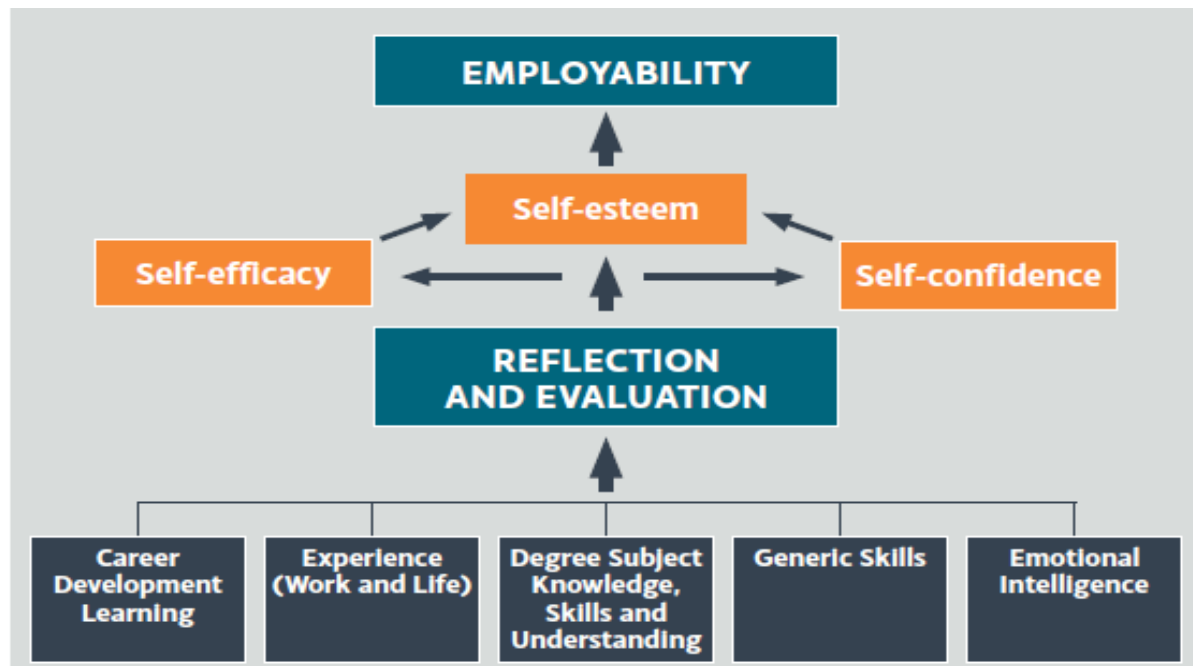 EMPLOYABILITY
Self-esteem
Self-efficacy
Self-confidence
REFLECTION
AND EVALUATION
Career
Development
Learning
Experience
(Work and Life)
Degree Subject
Knowledge,
Skills and
Understanding
Generic Skills
Emotional
Intelligence